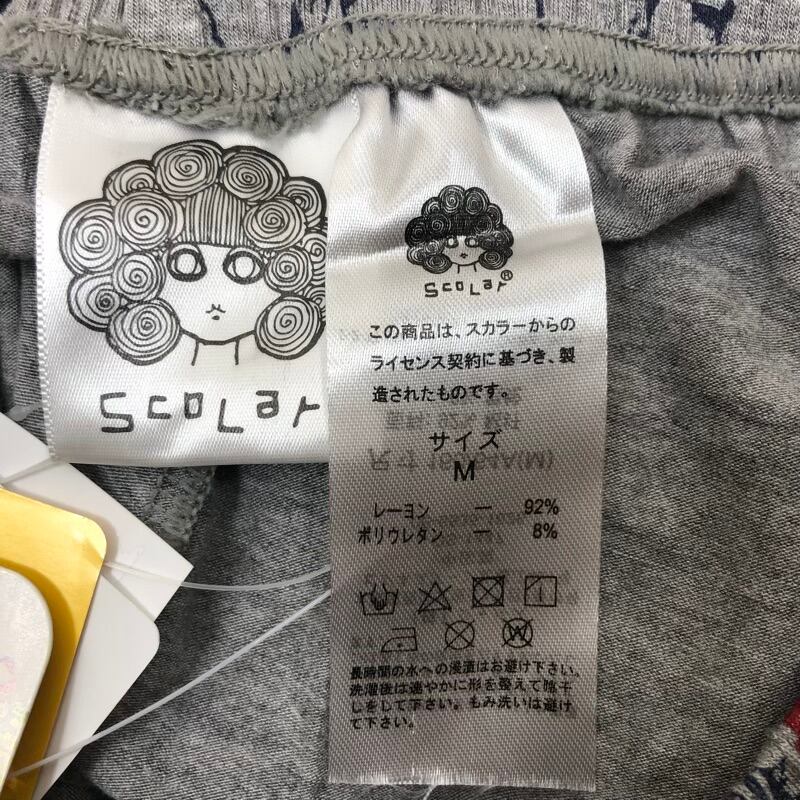 scoLar
scoLar®
この商品は、スカラーからの
ライセンス契約に基づき、製
造されたものです。
サイズ
M
レーヨン — 92%
ポリウレタン — 8%
長時間の水への浸漬はお避け下さい。
洗濯後は速やかに形を整えて陰干
しをして下さい。もみ洗いは避け
て下さい。